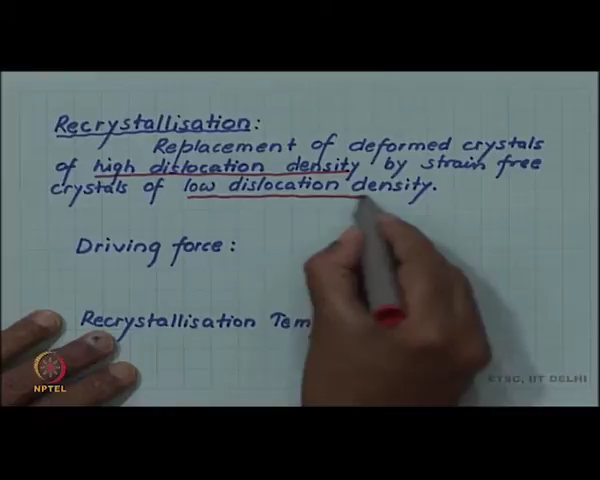 Recrystallisation:
Replacement of deformed crystals
of high dislocation density by strain free
crystals of low dislocation density.
Driving force:
Recrystallisation Tem
NPTEL
ETSC, IIT DELHI